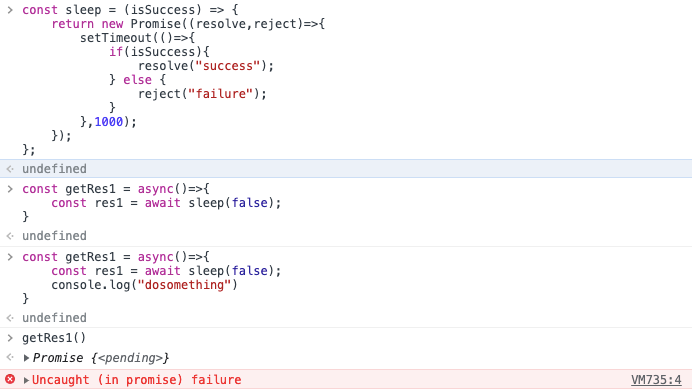 const sleep = (isSuccess) => {
return new Promise((resolve,reject)=>{
setTimeout(()=>{
if(isSuccess){
resolve("success");
} else {
reject("failure");
}
},1000);
});
};
undefined
const getRes1 = async()=>{
const res1 = await sleep(false);
}
undefined
const getRes1 = async()=>{
const res1 = await sleep(false);
console.log("dosomething")
}
undefined
getRes1()
Promise {<pending>}
Uncaught (in promise) failure VM735:4